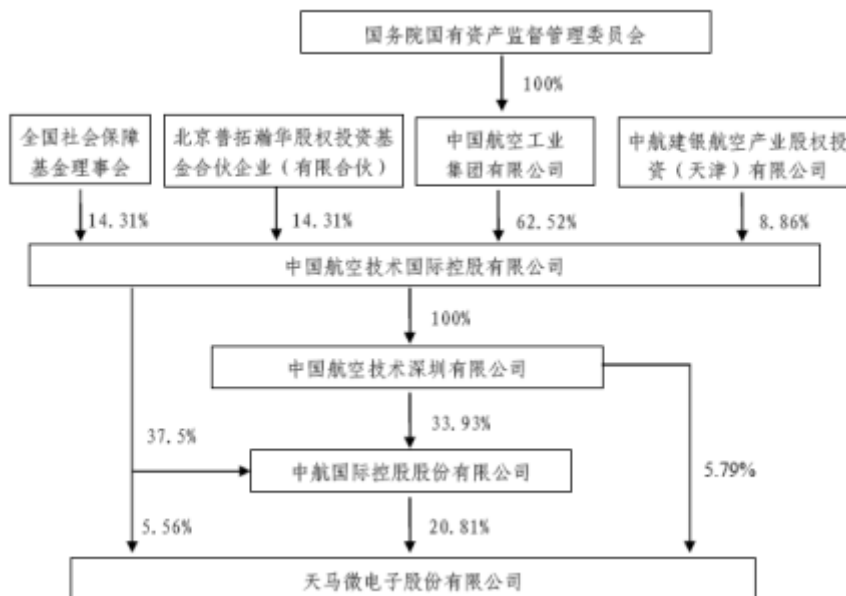 国务院国有资产监督管理委员会
100%
全国社会保障
基金理事会
北京普拓瀚华股权投资基
金合伙企业（有限合伙）
中国航空工业
集团有限公司
中航建银航空产业股权投
资（天津）有限公司
14.31%
14.31%
62.52%
8.86%
中国航空技术国际控股有限公司
100%
中国航空技术深圳有限公司
33.93%
37.5%
中航国际控股股份有限公司
5.79%
5.56%
20.81%
天马微电子股份有限公司